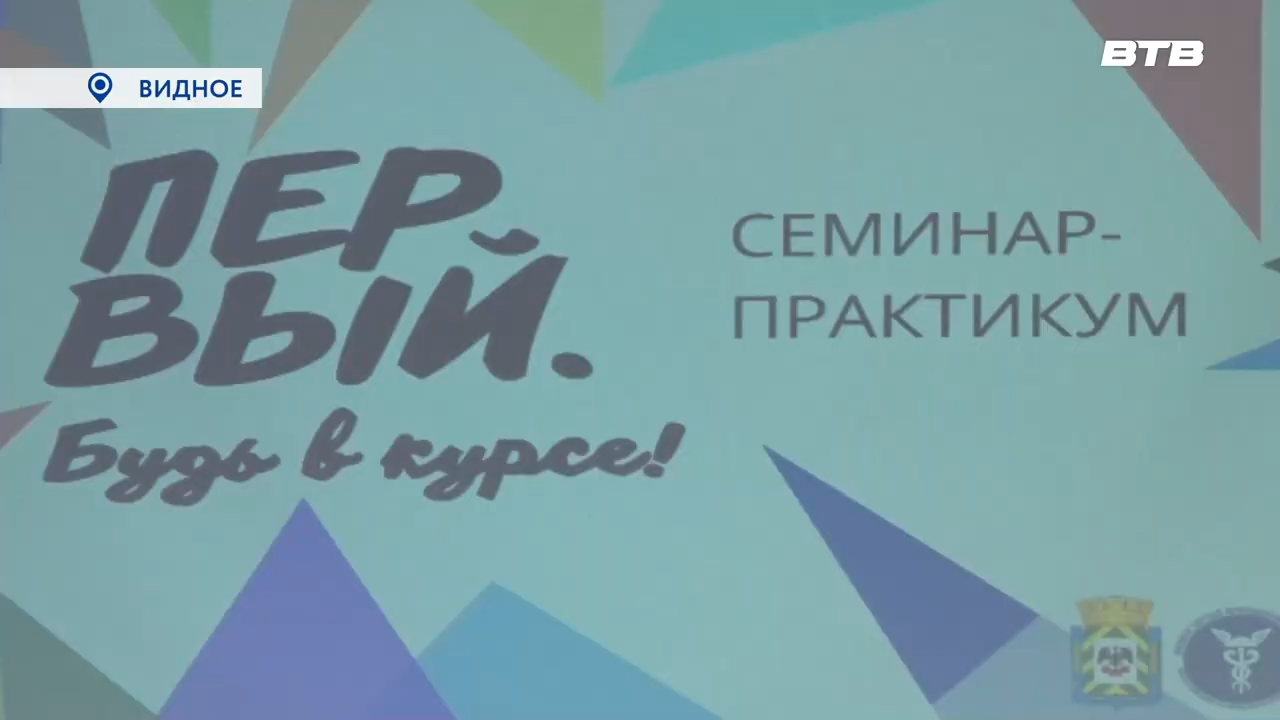 ВТВ
ВИДНОЕ
ПЕР
ВЫЙ.
Будь в курсе!
СЕМИНАР-
ПРАКТИКУМ